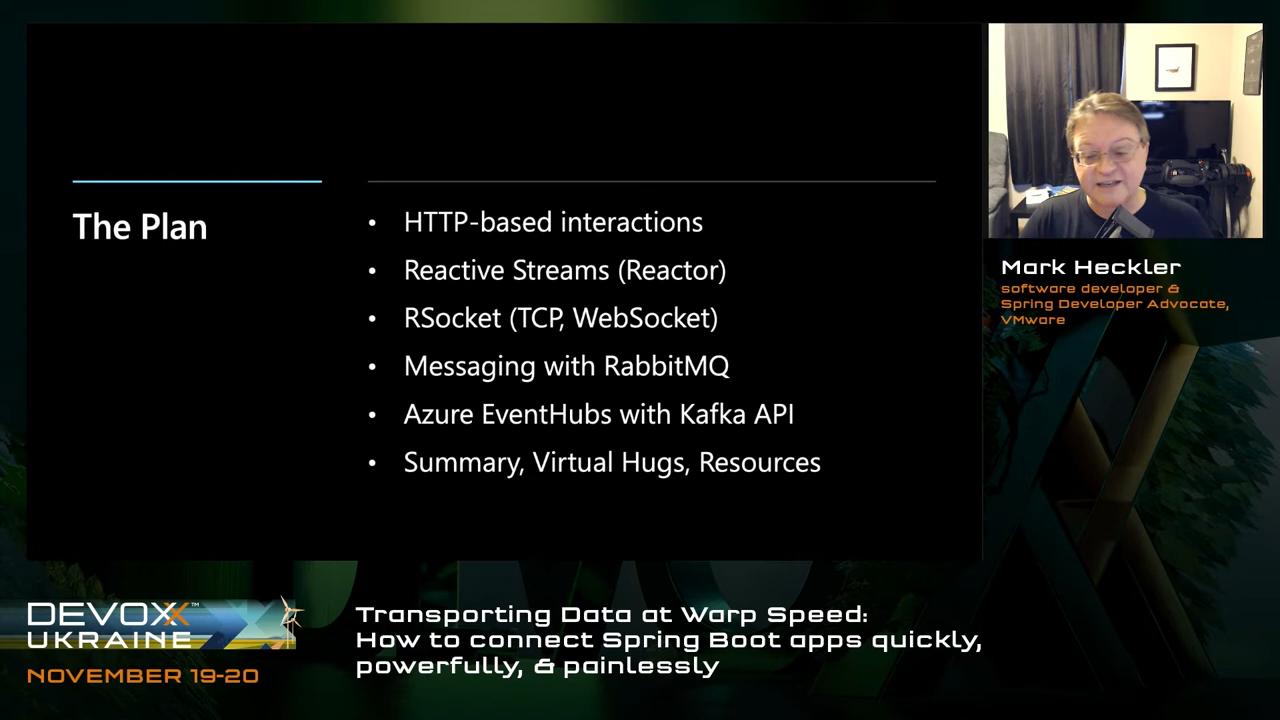 The Plan
• HTTP-based interactions
• Reactive Streams (Reactor)
• RSocket (TCP, WebSocket)
• Messaging with RabbitMQ
• Azure EventHubs with Kafka API
• Summary, Virtual Hugs, Resources
Mark Heckler
software developer &
Spring Developer Advocate,
VMware
DEVOXX™
UKRAINE
NOVEMBER 19-20
Transporting Data at Warp Speed:
How to connect Spring Boot apps quickly,
powerfully, & painlessly